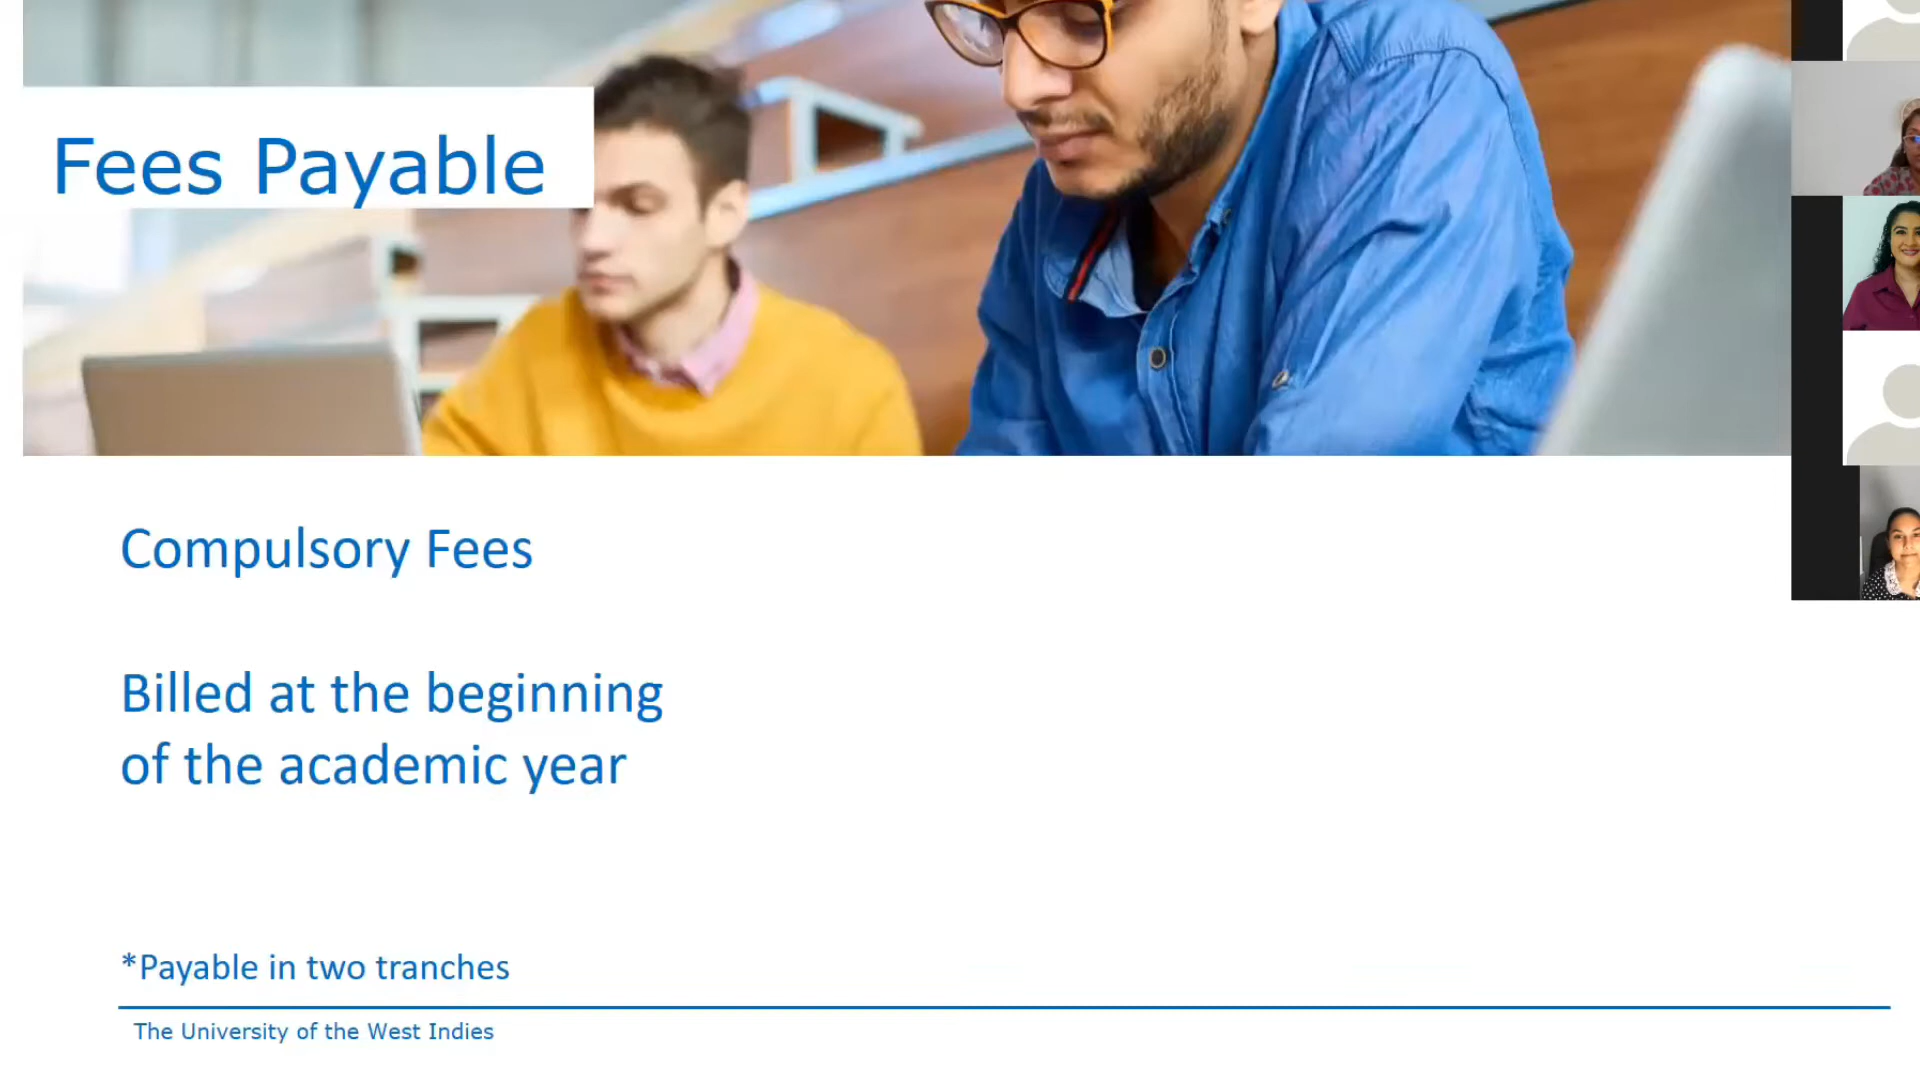 Fees Payable
Compulsory Fees
Billed at the beginning
of the academic year
*Payable in two tranches
The University of the West Indies